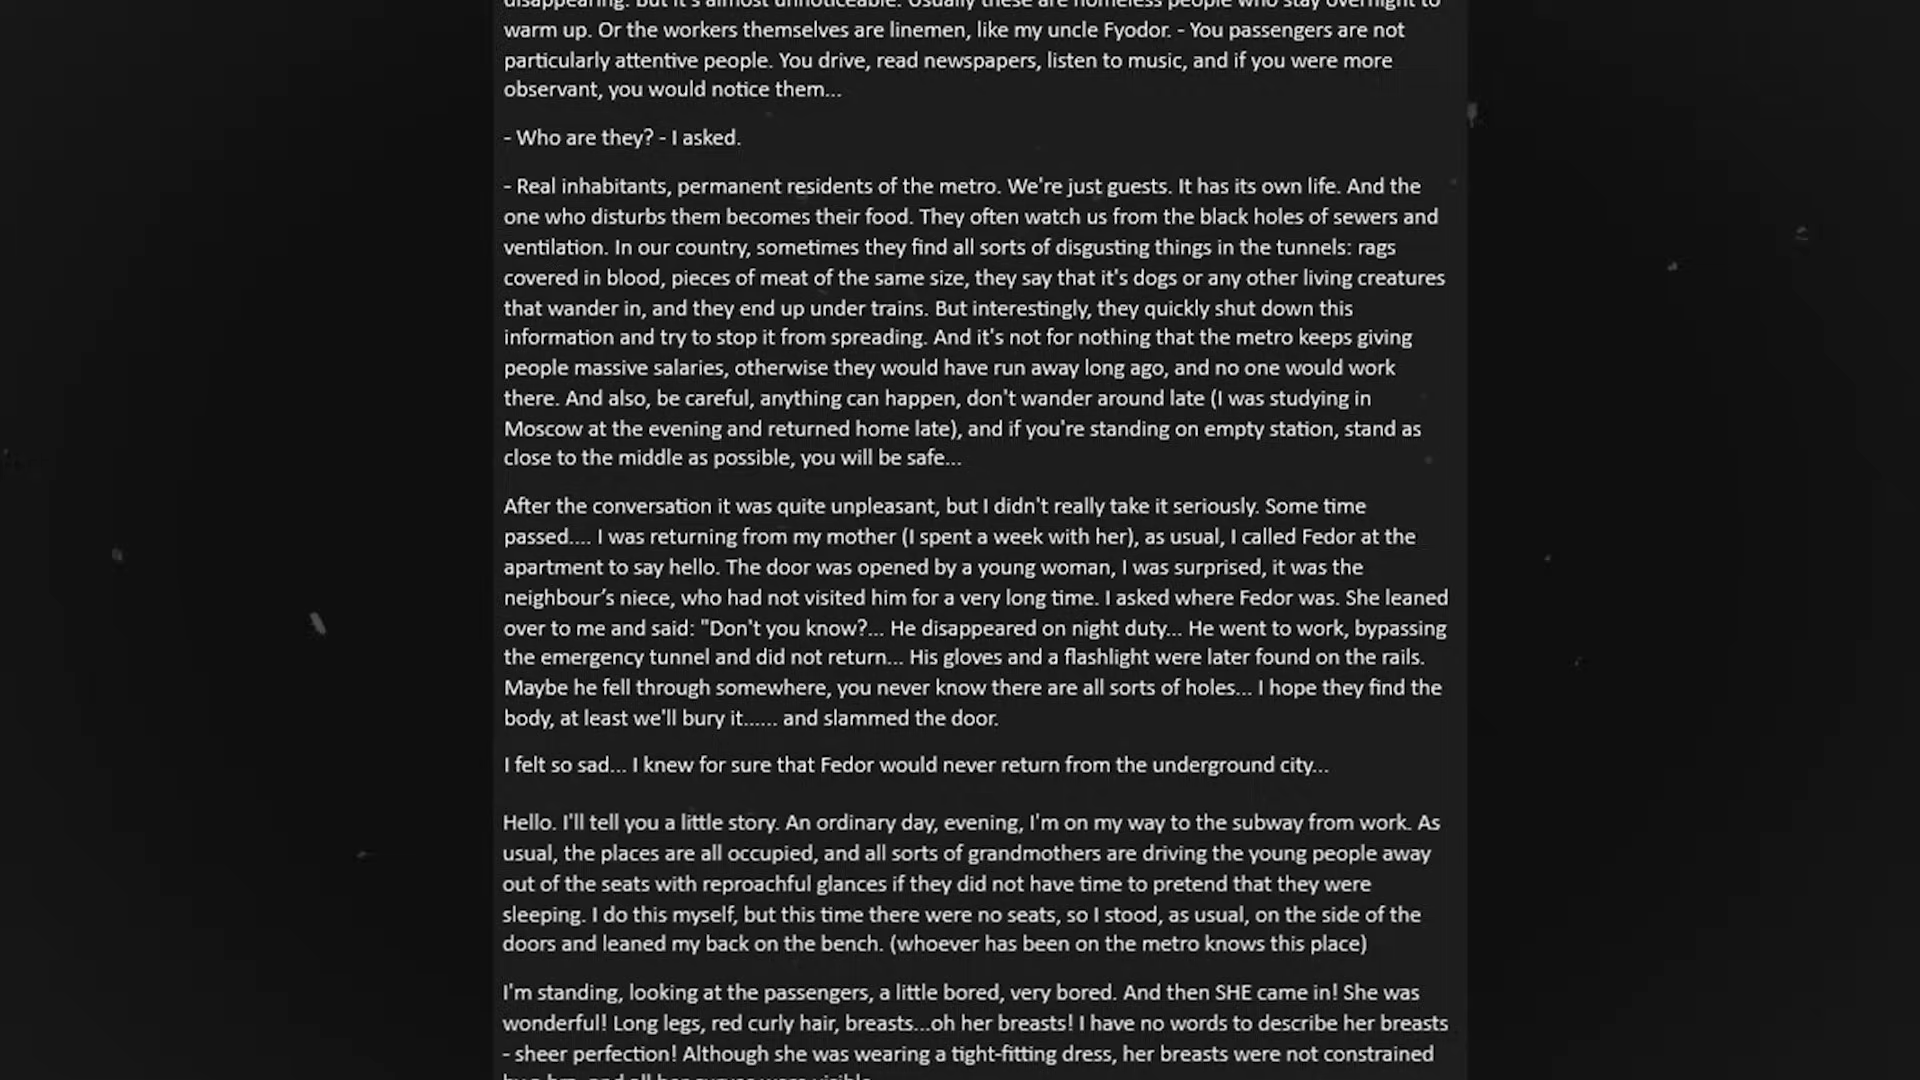 disappearing. But it's almost unnoticeable. Usually these are homeless people who stay overnight to
warm up. Or the workers themselves are linemen, like my uncle Fyodor. - You passengers are not
particularly attentive people. You drive, read newspapers, listen to music, and if you were more
observant, you would notice them...
- Who are they? - I asked.
- Real inhabitants, permanent residents of the metro. We're just guests. It has its own life. And the
one who disturbs them becomes their food. They often watch us from the black holes of sewers and
ventilation. In our country, sometimes they find all sorts of disgusting things in the tunnels: rags
covered in blood, pieces of meat of the same size, they say that it's dogs or any other living creatures
that wander in, and they end up under trains. But interestingly, they quickly shut down this
information and try to stop it from spreading. And it's not for nothing that the metro keeps giving
people massive salaries, otherwise they would have run away long ago, and no one would work
there. And also, be careful, anything can happen, don't wander around late (I was studying in
Moscow at the evening and returned home late), and if you're standing on empty station, stand as
close to the middle as possible, you will be safe...
After the conversation it was quite unpleasant, but I didn't really take it seriously. Some time
passed.... I was returning from my mother (I spent a week with her), as usual, I called Fedor at the
apartment to say hello. The door was opened by a young woman, I was surprised, it was the
neighbour’s niece, who had not visited him for a very long time. I asked where Fedor was. She leaned
over to me and said: "Don't you know?... He disappeared on night duty... He went to work, bypassing
the emergency tunnel and did not return... His gloves and a flashlight were later found on the rails.
Maybe he fell through somewhere, you never know there are all sorts of holes... I hope they find the
body, at least we'll bury it...... and slammed the door.
I felt so sad... I knew for sure that Fedor would never return from the underground city...
Hello. I'll tell you a little story. An ordinary day, evening, I'm on my way to the subway from work. As
usual, the places are all occupied, and all sorts of grandmothers are driving the young people away
out of the seats with reproachful glances if they did not have time to pretend that they were
sleeping. I do this myself, but this time there were no seats, so I stood, as usual, on the side of the
doors and leaned my back on the bench. (whoever has been on the metro knows this place)
I'm standing, looking at the passengers, a little bored, very bored. And then SHE came in! She was
wonderful! Long legs, red curly hair, breasts...oh her breasts! I have no words to describe her breasts
- sheer perfection! Although she was wearing a tight-fitting dress, her breasts were not constrained